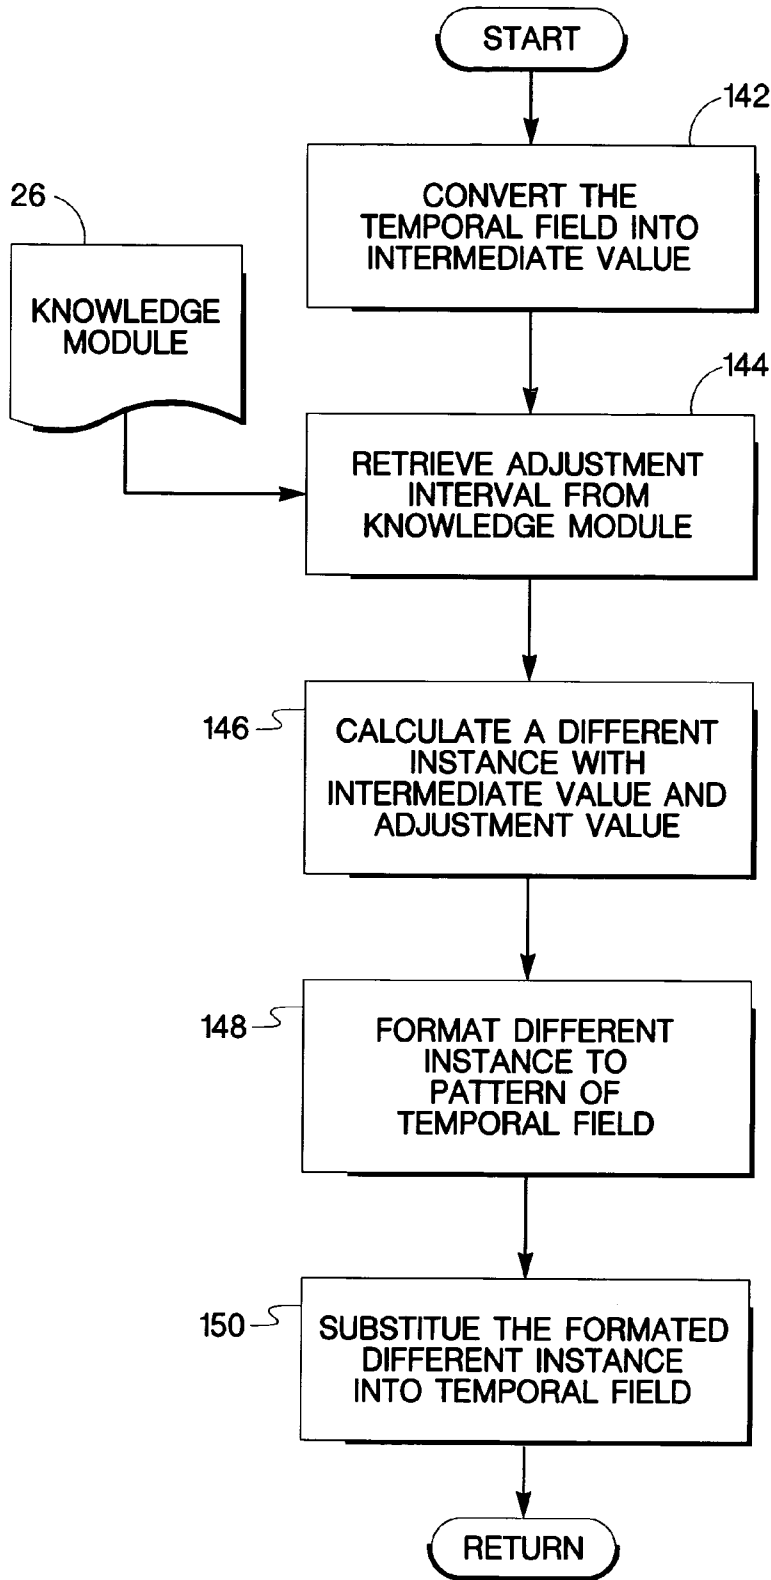 START
142
CONVERT THE
TEMPORAL FIELD INTO
INTERMEDIATE VALUE
26
KNOWLEDGE
MODULE
144
RETRIEVE ADJUSTMENT
INTERVAL FROM
KNOWLEDGE MODULE
146
CALCULATE A DIFFERENT
INSTANCE WITH
INTERMEDIATE VALUE AND
ADJUSTMENT VALUE
148
FORMAT DIFFERENT
INSTANCE TO
PATTERN OF
TEMPORAL FIELD
150
SUBSTITUE THE FORMATED
DIFFERENT INSTANCE
INTO TEMPORAL FIELD
RETURN